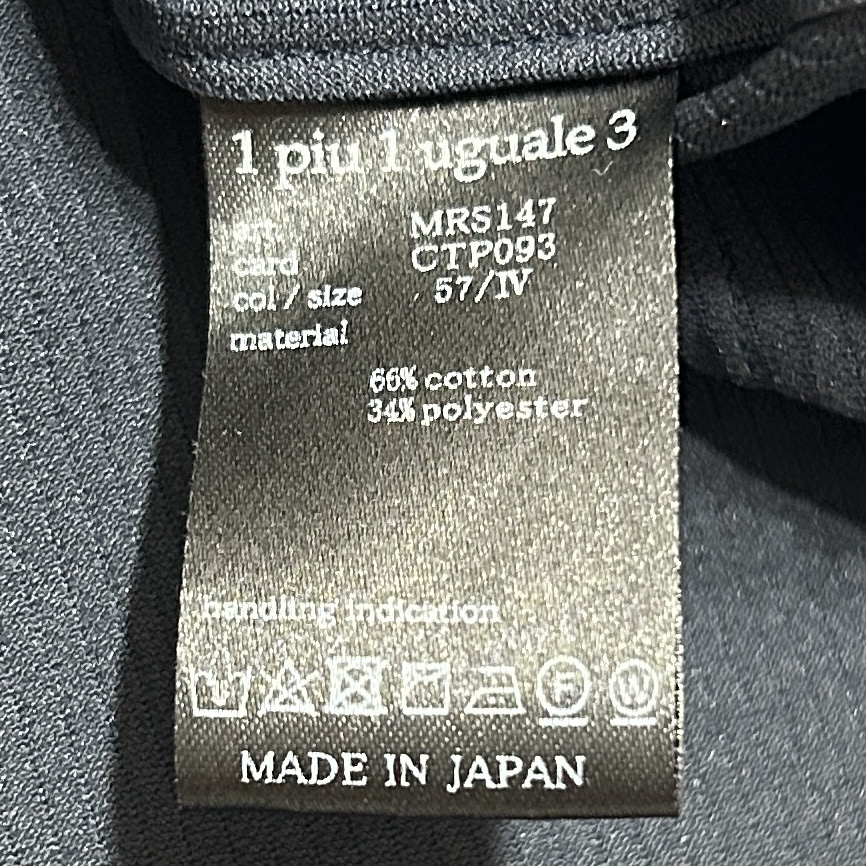 1 piu 1 uguale 3
art. MRS147
card CTP093
col / size 57/IV
material
66% cotton
34% polyester
handling indication
F W
MADE IN JAPAN